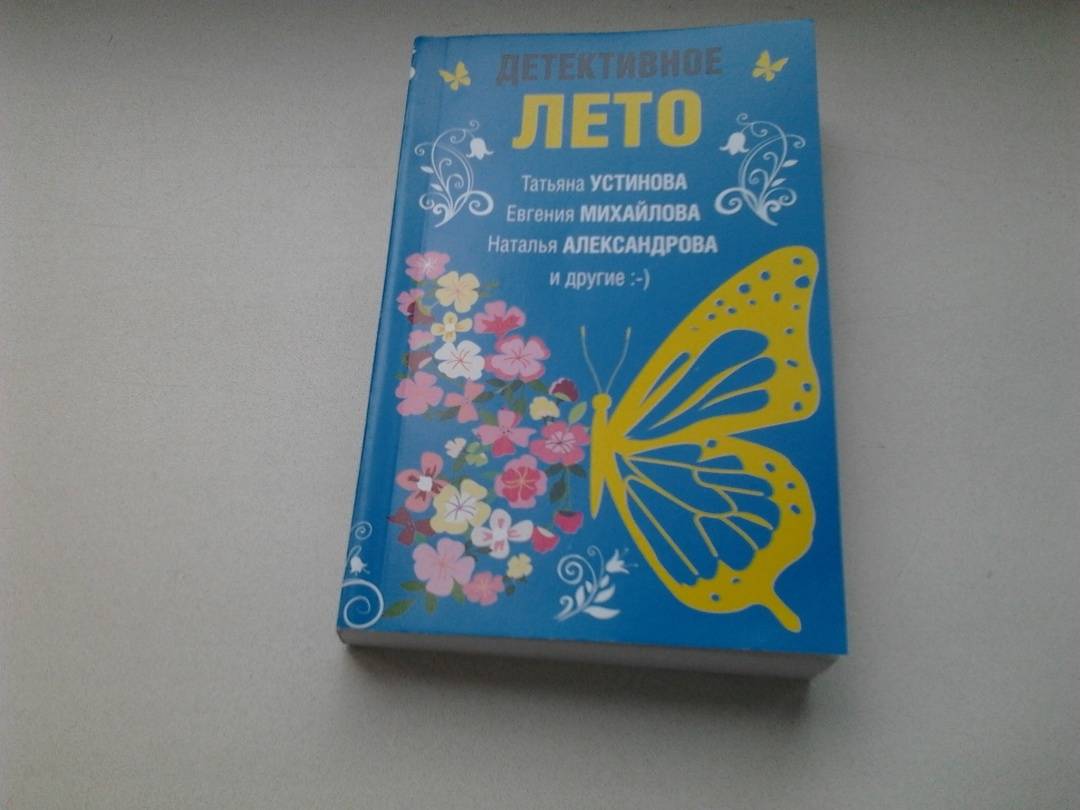 ДЕТЕКТИВНОЕ
ЛЕТО
Татьяна УСТИНОВА
Евгения МИХАЙЛОВА
Наталья АЛЕКСАНДРОВА
и другие :-)